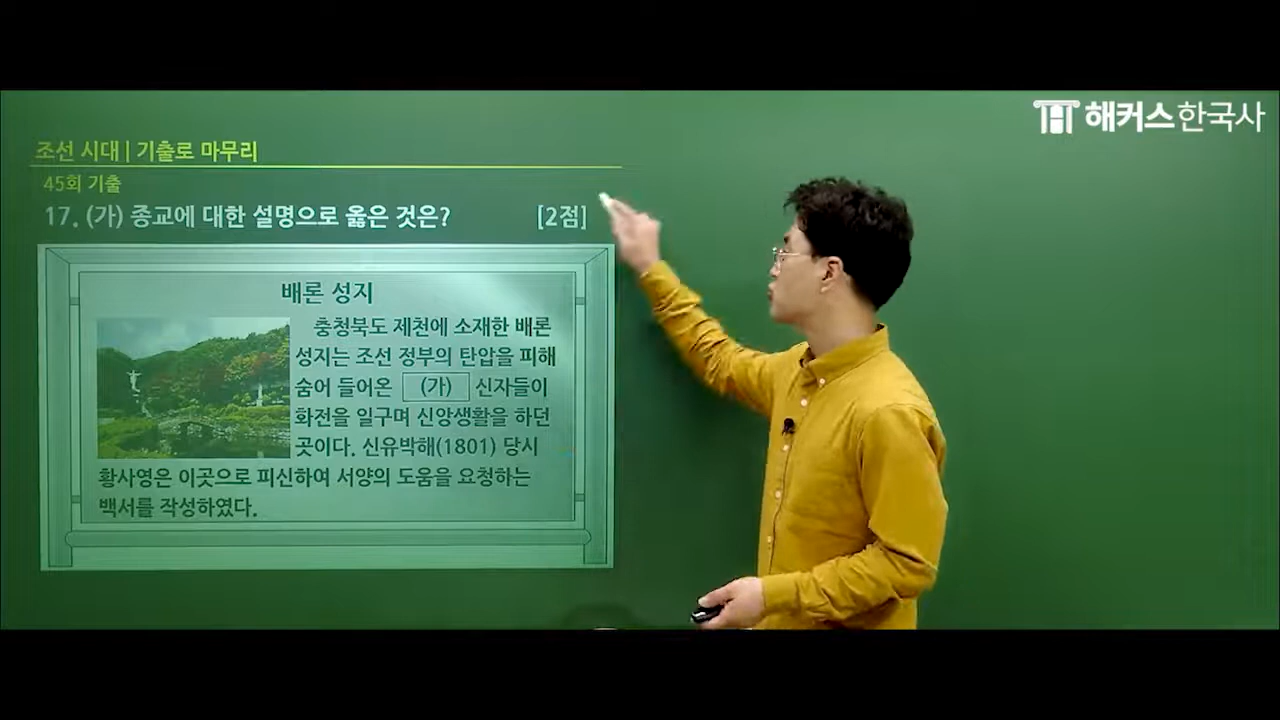 해커스한국사
조선 시대 | 기출로 마무리
45회 기출
17. (가) 종교에 대한 설명으로 옳은 것은? [2점]
배론 성지
충청북도 제천에 소재한 배론
성지는 조선 정부의 탄압을 피해
숨어 들어온 (가) 신자들이
화전을 일구며 신앙생활을 하던
곳이다. 신유박해(1801) 당시
황사영은 이곳으로 피신하여 서양의 도움을 요청하는
백서를 작성하였다.